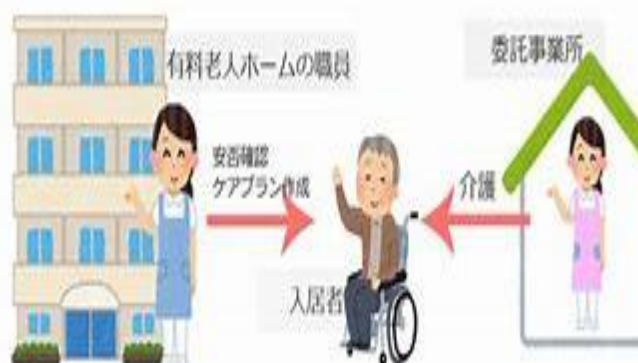 有料老人ホームの職員
委託事業所
安否確認
ケアプラン作成
介護
入居者